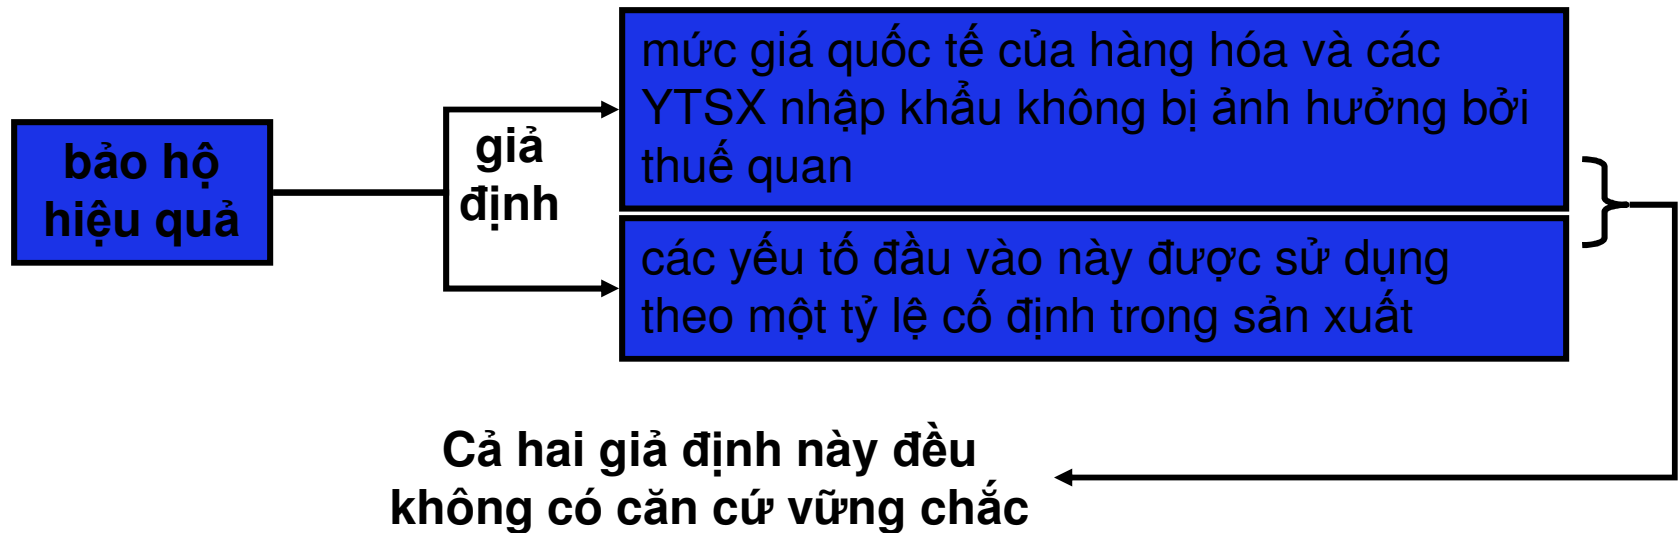 bảo hộ
hiệu quả
giả
định
mức giá quốc tế của hàng hóa và các
YTSX nhập khẩu không bị ảnh hưởng bởi
thuế quan
các yếu tố đầu vào này được sử dụng
theo một tỷ lệ cố định trong sản xuất
Cả hai giả định này đều
không có căn cứ vững chắc